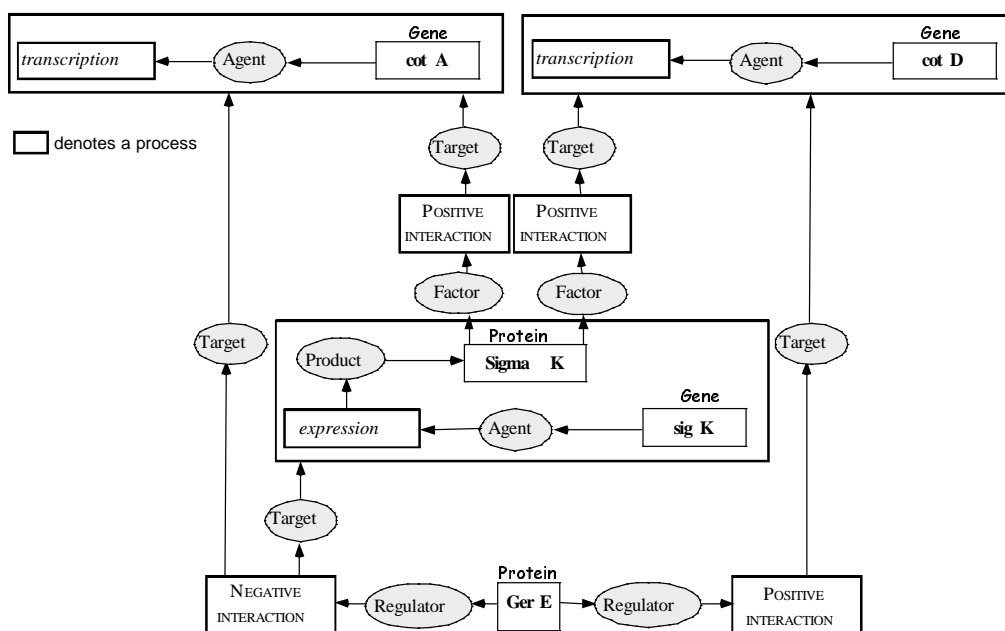 Gene
Gene
transcription
Agent
cot A
transcription
Agent
cot D
denotes a process
Target
Target
POSITIVE
INTERACTION
POSITIVE
INTERACTION
Factor
Factor
Target
Target
Protein
Product
Sigma K
Gene
expression
Agent
sig K
Target
Protein
NEGATIVE
INTERACTION
Regulator
Ger E
Regulator
POSITIVE
INTERACTION